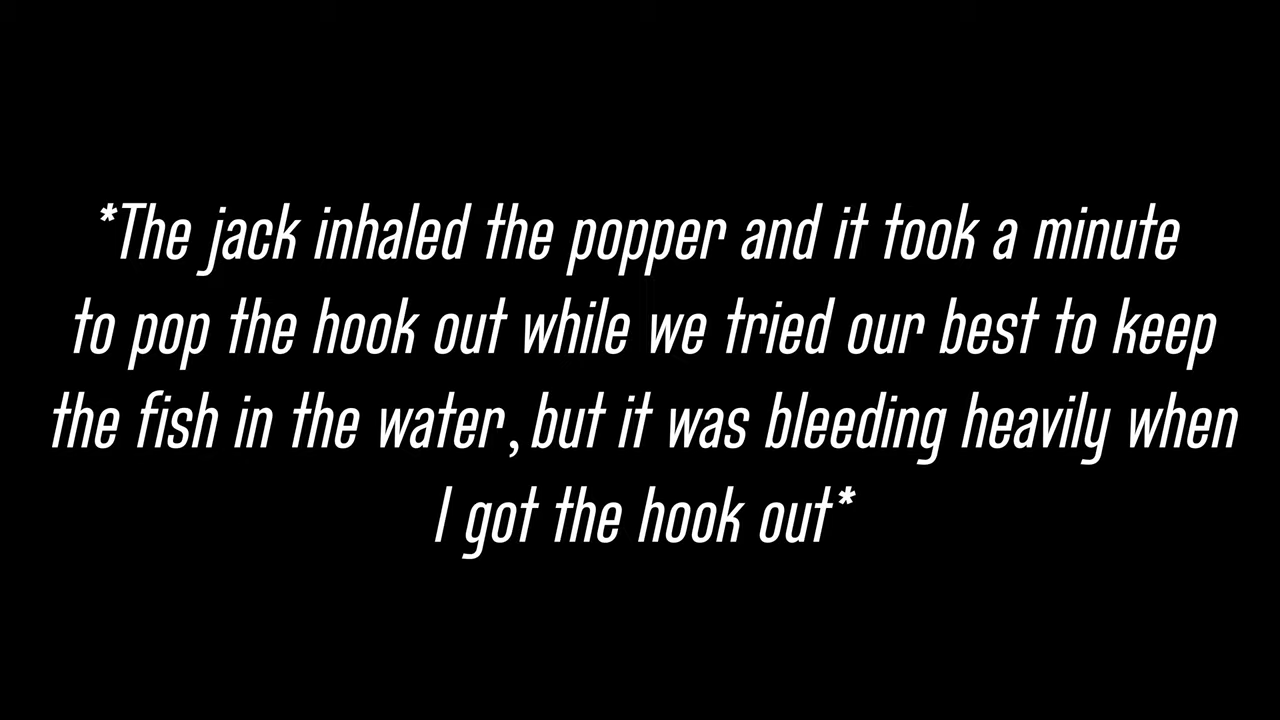 *The jack inhaled the popper and it took a minute
to pop the hook out while we tried our best to keep
the fish in the water, but it was bleeding heavily when
I got the hook out*